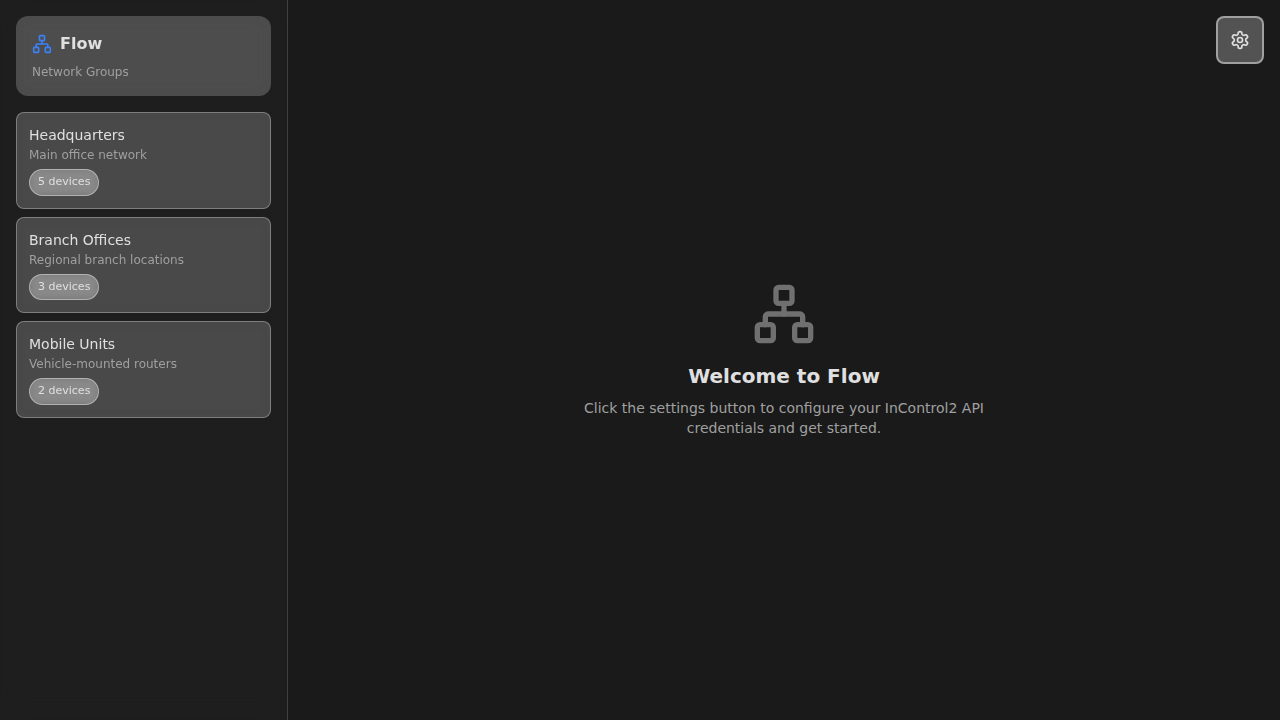 Flow
Network Groups
Headquarters
Main office network
5 devices
Branch Offices
Regional branch locations
3 devices
Mobile Units
Vehicle-mounted routers
2 devices
Welcome to Flow
Click the settings button to configure your InControl2 API
credentials and get started.